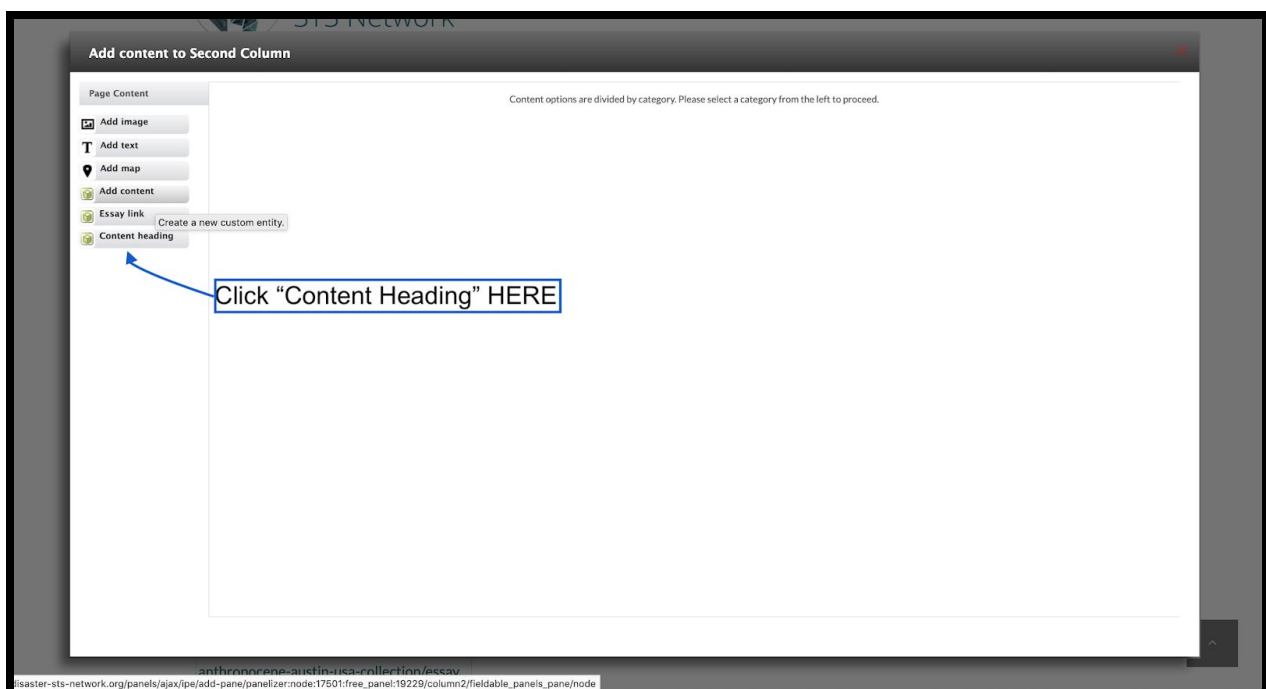 STS Network
Add content to Second Column
Page Content
Content options are divided by category. Please select a category from the left to proceed.
Add image
Add text
Add map
Add content
Essay link
Create a new custom entity.
Content heading
Click “Content Heading” HERE
anthropocene-austin-usa-collection/essay
disaster-sts-network.org/panels/ajax/ipe/add-pane/panelizer:node:17501:free_panel:19229/column2/fieldable_panels_pane/node